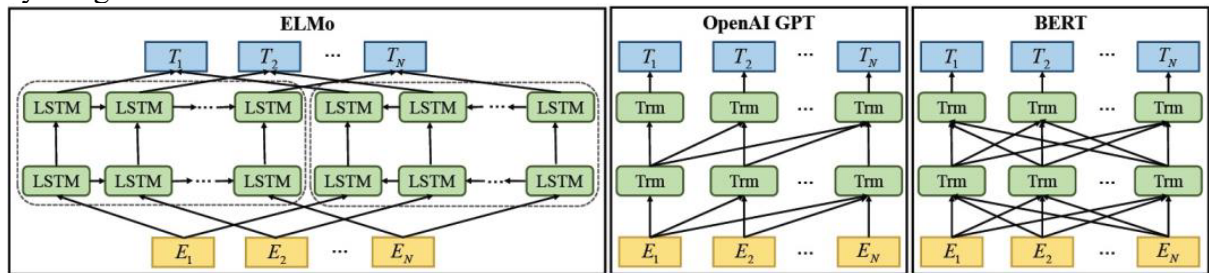 ELMo OpenAI GPT BERT
T1 T2 ... TN T1 T2 ... TN T1 T2 ... TN
LSTM LSTM ... LSTM LSTM LSTM ... LSTM Trm Trm ... Trm Trm Trm ... Trm
LSTM LSTM ... LSTM LSTM LSTM ... LSTM Trm Trm ... Trm Trm Trm ... Trm
E1 E2 ... EN E1 E2 ... EN E1 E2 ... EN